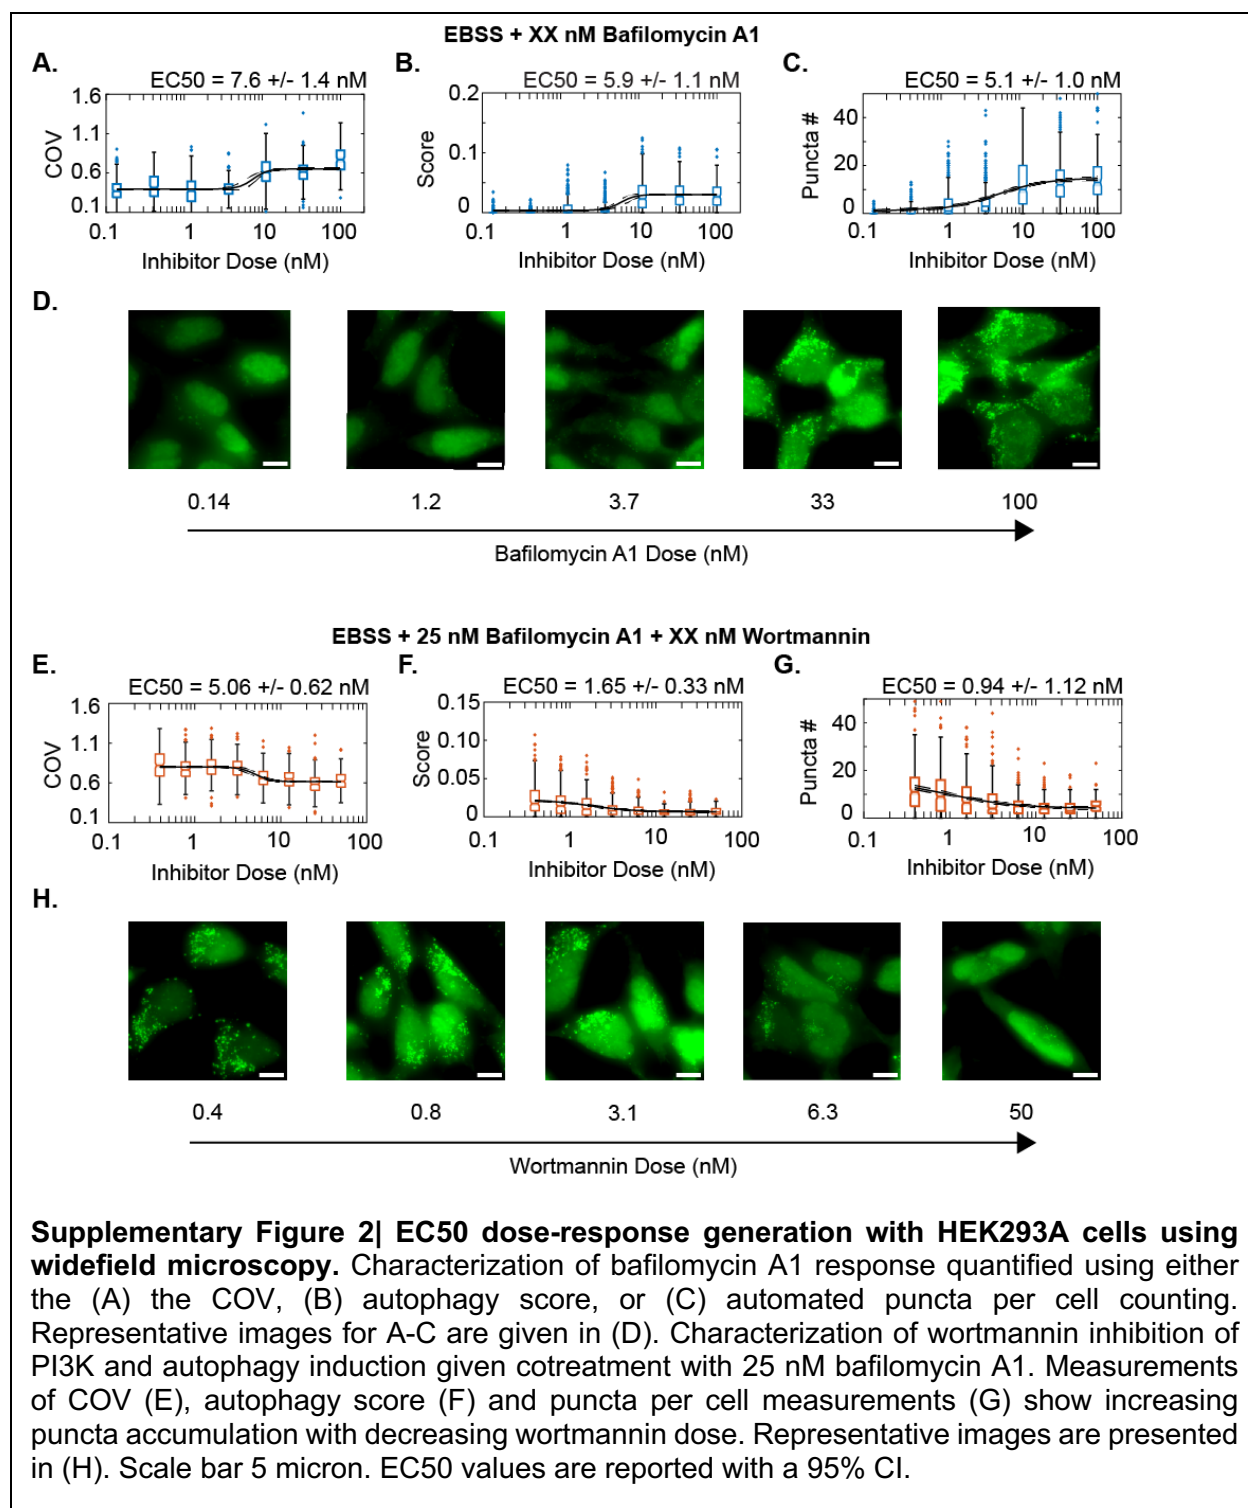 EBSS + XX nM Bafilomycin A1
A.
B.
C.
EC50 = 7.6 +/- 1.4 nM
EC50 = 5.9 +/- 1.1 nM
EC50 = 5.1 +/- 1.0 nM
COV
1.6
1.1
0.6
0.1
0.1 1 10 100
Inhibitor Dose (nM)
Score
0.2
0.1
0
0.1 1 10 100
Inhibitor Dose (nM)
Puncta #
40
20
0
0.1 1 10 100
Inhibitor Dose (nM)
D.
0.14 1.2 3.7 33 100
Bafilomycin A1 Dose (nM)
EBSS + 25 nM Bafilomycin A1 + XX nM Wortmannin
E.
F.
G.
EC50 = 5.06 +/- 0.62 nM
EC50 = 1.65 +/- 0.33 nM
EC50 = 0.94 +/- 1.12 nM
COV
1.6
1.1
0.6
0.1
0.1 1 10 100
Inhibitor Dose (nM)
Score
0.15
0.10
0.05
0
0.1 1 10 100
Inhibitor Dose (nM)
Puncta #
40
20
0
0.1 1 10 100
Inhibitor Dose (nM)
H.
0.4 0.8 3.1 6.3 50
Wortmannin Dose (nM)
Supplementary Figure 2| EC50 dose-response generation with HEK293A cells using
widefield microscopy. Characterization of bafilomycin A1 response quantified using either
the (A) the COV, (B) autophagy score, or (C) automated puncta per cell counting.
Representative images for A-C are given in (D). Characterization of wortmannin inhibition of
PI3K and autophagy induction given cotreatment with 25 nM bafilomycin A1. Measurements
of COV (E), autophagy score (F) and puncta per cell measurements (G) show increasing
puncta accumulation with decreasing wortmannin dose. Representative images are presented
in (H). Scale bar 5 micron. EC50 values are reported with a 95% CI.